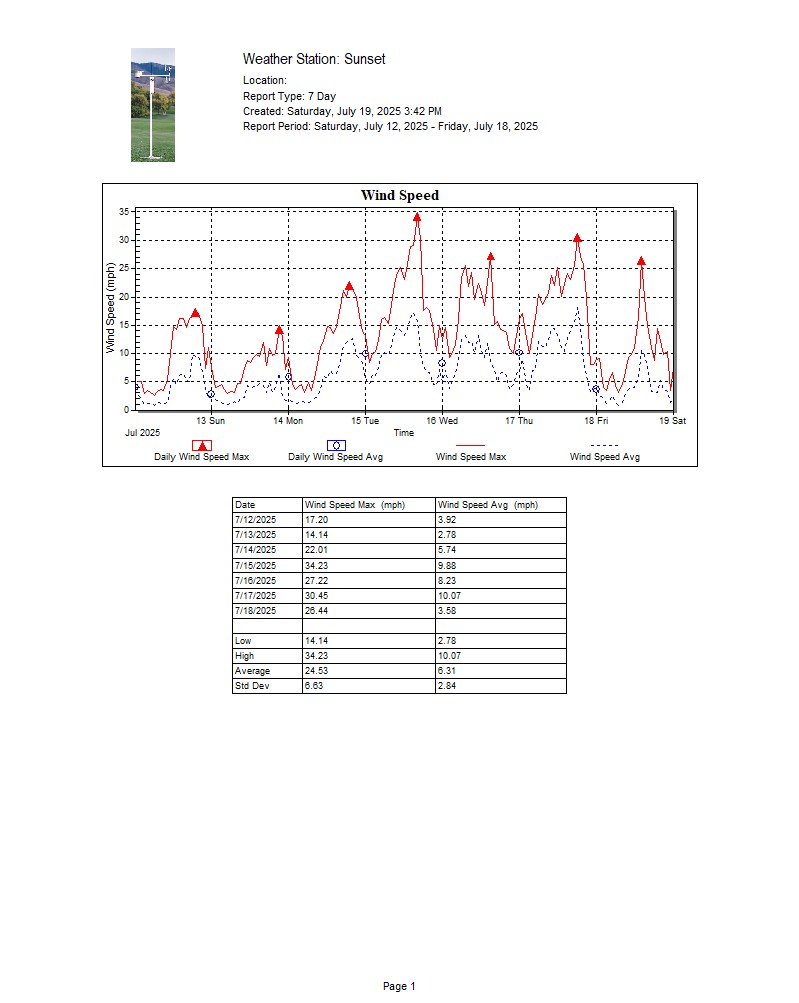 Weather Station: Sunset
Location:
Report Type: 7 Day
Created: Saturday, July 19, 2025 3:42 PM
Report Period: Saturday, July 12, 2025 - Friday, July 18, 2025
Wind Speed
Wind Speed (mph)
35
30
25
20
15
10
5
0
13 Sun 14 Mon 15 Tue 16 Wed 17 Thu 18 Fri 19 Sat
Jul 2025 Time
Daily Wind Speed Max Daily Wind Speed Avg Wind Speed Max Wind Speed Avg
Date Wind Speed Max (mph) Wind Speed Avg (mph)
7/12/2025 17.20 3.92
7/13/2025 14.14 2.78
7/14/2025 22.01 5.74
7/15/2025 34.23 9.88
7/16/2025 27.22 8.23
7/17/2025 30.45 10.07
7/18/2025 26.44 3.58
Low 14.14 2.78
High 34.23 10.07
Average 24.53 6.31
Std Dev 6.63 2.84
Page 1